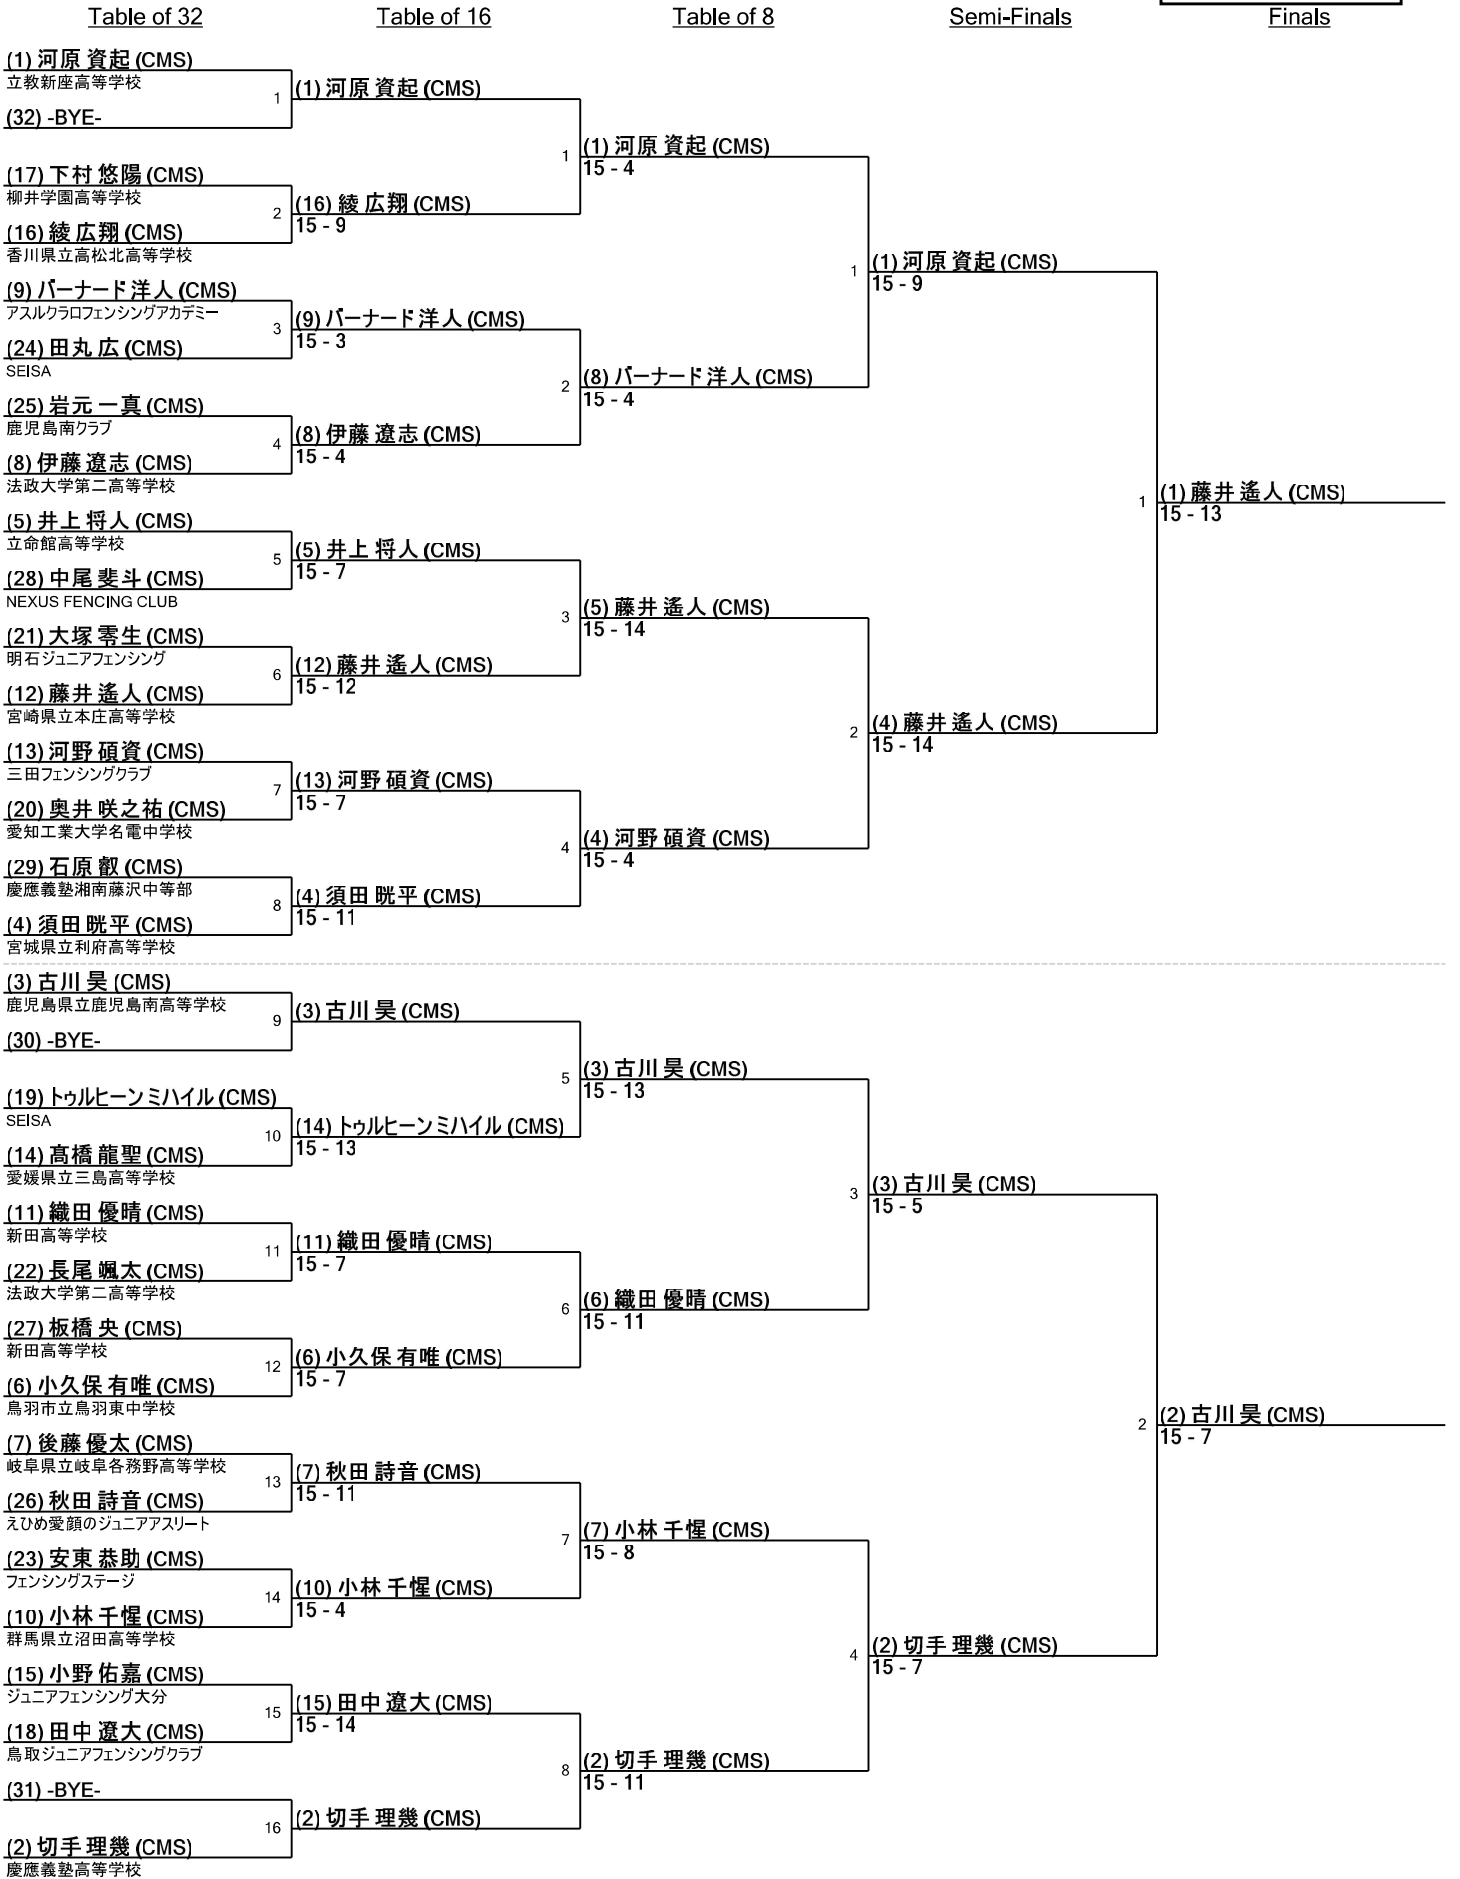 Table of 32
Table of 16
Table of 8
Semi-Finals
Finals
(1) 河原 資起 (CMS)
立教新座高等学校
1
(32) -BYE-
(17) 下村 悠陽 (CMS)
柳井学園高等学校
2
(16) 綾 広翔 (CMS)
香川県立高松北高等学校
(9) バーナード 洋人 (CMS)
アスルクラロフェンシングアカデミー
3
(24) 田丸 広 (CMS)
SEISA
(25) 岩元 一真 (CMS)
鹿児島南クラブ
4
(8) 伊藤 遼志 (CMS)
法政大学第二高等学校
(5) 井上 将人 (CMS)
立命館高等学校
5
(28) 中尾 斐斗 (CMS)
NEXUS FENCING CLUB
(21) 大塚 零生 (CMS)
明石ジュニアフェンシング
6
(12) 藤井 遙人 (CMS)
宮崎県立本庄高等学校
(13) 河野 碩資 (CMS)
三田フェンシングクラブ
7
(20) 奥井 咲之祐 (CMS)
愛知工業大学名電中学校
(29) 石原 叡 (CMS)
慶應義塾湘南藤沢中等部
8
(4) 須田 晄平 (CMS)
宮城県立利府高等学校
(3) 古川 昊 (CMS)
鹿児島県立鹿児島南高等学校
9
(30) -BYE-
(19) トゥルヒーン ミハイル (CMS)
SEISA
10
(14) 髙橋 龍聖 (CMS)
愛媛県立三島高等学校
(11) 織田 優晴 (CMS)
新田高等学校
11
(22) 長尾 颯太 (CMS)
法政大学第二高等学校
(27) 板橋 央 (CMS)
新田高等学校
12
(6) 小久保 有唯 (CMS)
鳥羽市立鳥羽東中学校
(7) 後藤 優太 (CMS)
岐阜県立岐阜各務野高等学校
13
(26) 秋田 詩音 (CMS)
えひめ愛顔のジュニアアスリート
(23) 安東 恭助 (CMS)
フェンシングステージ
14
(10) 小林 千惺 (CMS)
群馬県立沼田高等学校
(15) 小野 佑嘉 (CMS)
ジュニアフェンシング大分
15
(18) 田中 遼大 (CMS)
鳥取ジュニアフェンシングクラブ
(31) -BYE-
16
(2) 切手 理幾 (CMS)
慶應義塾高等学校
(1) 河原 資起 (CMS)
1
(16) 綾 広翔 (CMS)
15 - 9
(9) バーナード 洋人 (CMS)
15 - 3
2
(8) 伊藤 遼志 (CMS)
15 - 4
(5) 井上 将人 (CMS)
15 - 7
3
(12) 藤井 遙人 (CMS)
15 - 12
(13) 河野 碩資 (CMS)
15 - 7
4
(4) 須田 晄平 (CMS)
15 - 11
(3) 古川 昊 (CMS)
5
(14) トゥルヒーン ミハイル (CMS)
15 - 13
(11) 織田 優晴 (CMS)
15 - 7
6
(6) 小久保 有唯 (CMS)
15 - 7
(7) 秋田 詩音 (CMS)
15 - 11
7
(10) 小林 千惺 (CMS)
15 - 4
(15) 田中 遼大 (CMS)
15 - 14
8
(2) 切手 理幾 (CMS)
(1) 河原 資起 (CMS)
15 - 4
1
(8) バーナード 洋人 (CMS)
15 - 4
(5) 藤井 遙人 (CMS)
15 - 14
2
(4) 河野 碩資 (CMS)
15 - 4
(3) 古川 昊 (CMS)
15 - 13
3
(6) 織田 優晴 (CMS)
15 - 11
(7) 小林 千惺 (CMS)
15 - 8
4
(2) 切手 理幾 (CMS)
15 - 11
(1) 河原 資起 (CMS)
15 - 9
1
(4) 藤井 遙人 (CMS)
15 - 14
(3) 古川 昊 (CMS)
15 - 5
2
(2) 切手 理幾 (CMS)
15 - 7
(1) 藤井 遙人 (CMS)
15 - 13
(2) 古川 昊 (CMS)
15 - 7